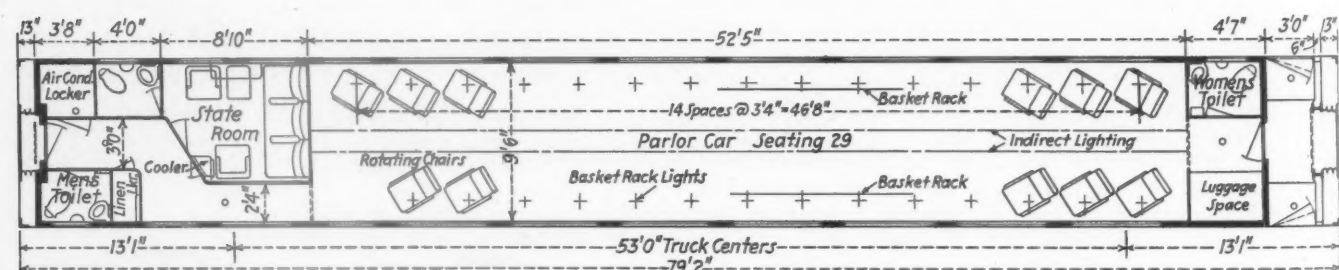 13" 3'8" 4'0" 8'10" 52'5" 4'7" 3'0" 13"
6"
Air Cond.
Locker
State
Room
14 Spaces @ 3'4"=46'8"
Basket Rack
Womens
Toilet
3'0"
9'6"
Parlor Car Seating 29
Indirect Lighting
Cooler
Rotating Chairs
Mens
Toilet
Linen
Lkr.
24"
Basket Rack Lights
Basket Rack
Luggage
Space
13'1" 53'0" Truck Centers 13'1"
79'2"